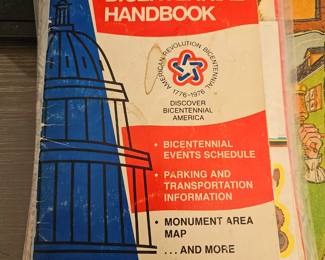 BICENTENNIAL
HANDBOOK
AMERICAN REVOLUTION BICENTENNIAL
1776-1976
DISCOVER
BICENTENNIAL
AMERICA
• BICENTENNIAL
EVENTS SCHEDULE
• PARKING AND
TRANSPORTATION
INFORMATION
• MONUMENT AREA
MAP
... AND MORE